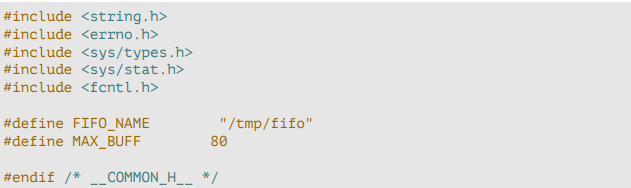 #include <string.h>
#include <errno.h>
#include <sys/types.h>
#include <sys/stat.h>
#include <fcntl.h>
#define FIFO_NAME        "/tmp/fifo"
#define MAX_BUFF        80
#endif /* __COMMON_H__ */